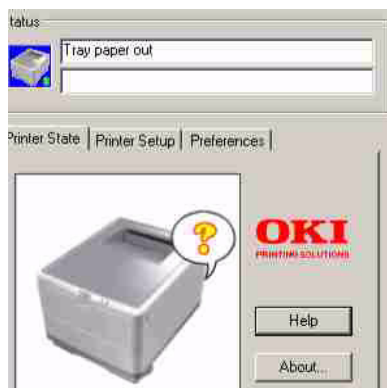 tatus
Tray paper out
Printer State Printer Setup Preferences
?
OKI
PRINTING SOLUTIONS
Help
About...